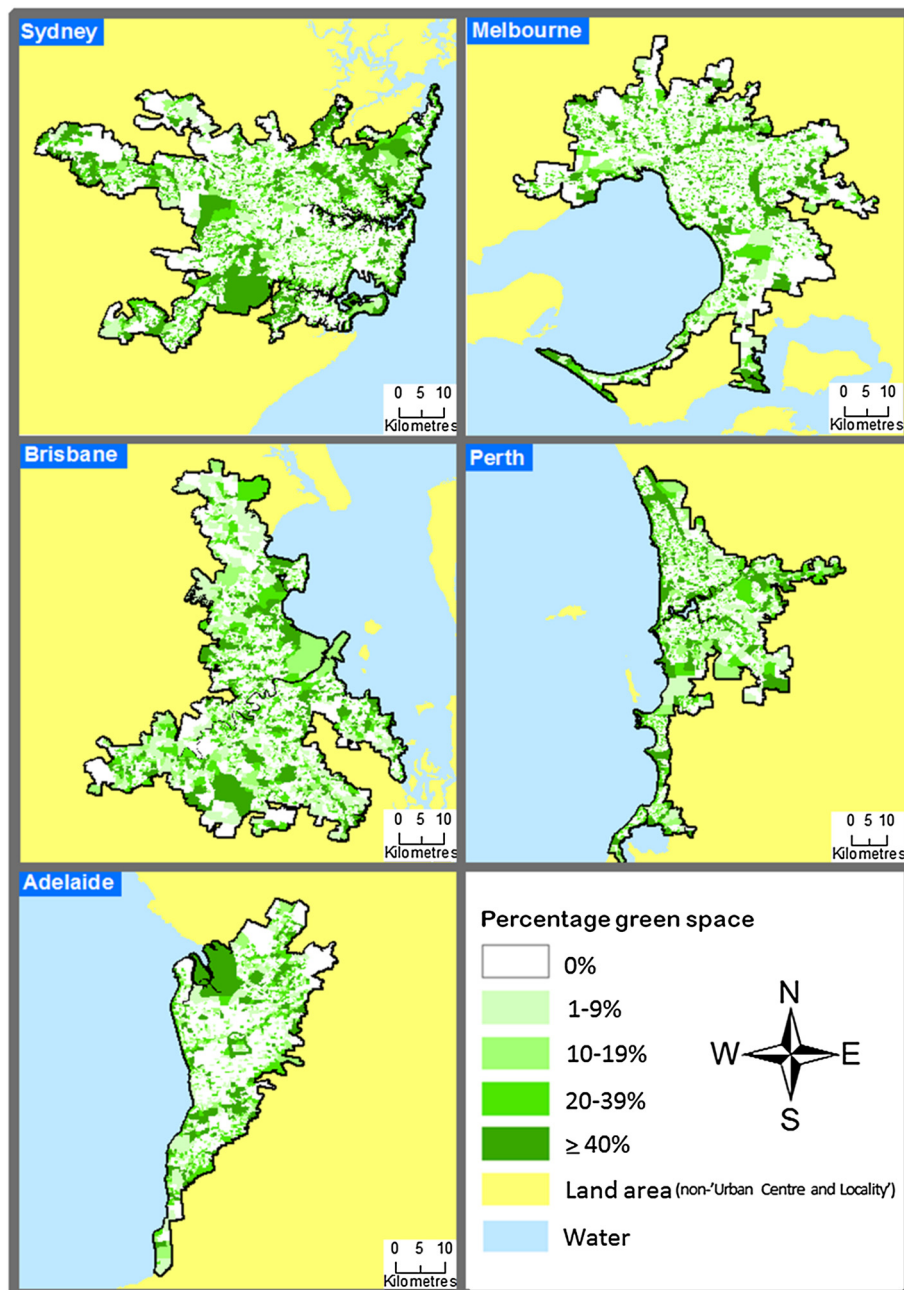 Sydney
0 5 10
Kilometres
Melbourne
0 5 10
Kilometres
Brisbane
0 5 10
Kilometres
Perth
0 5 10
Kilometres
Adelaide
0 5 10
Kilometres
Percentage green space
0%
1-9%
10-19%
20-39%
≥ 40%
Land area (non-'Urban Centre and Locality')
Water
N
W E
S